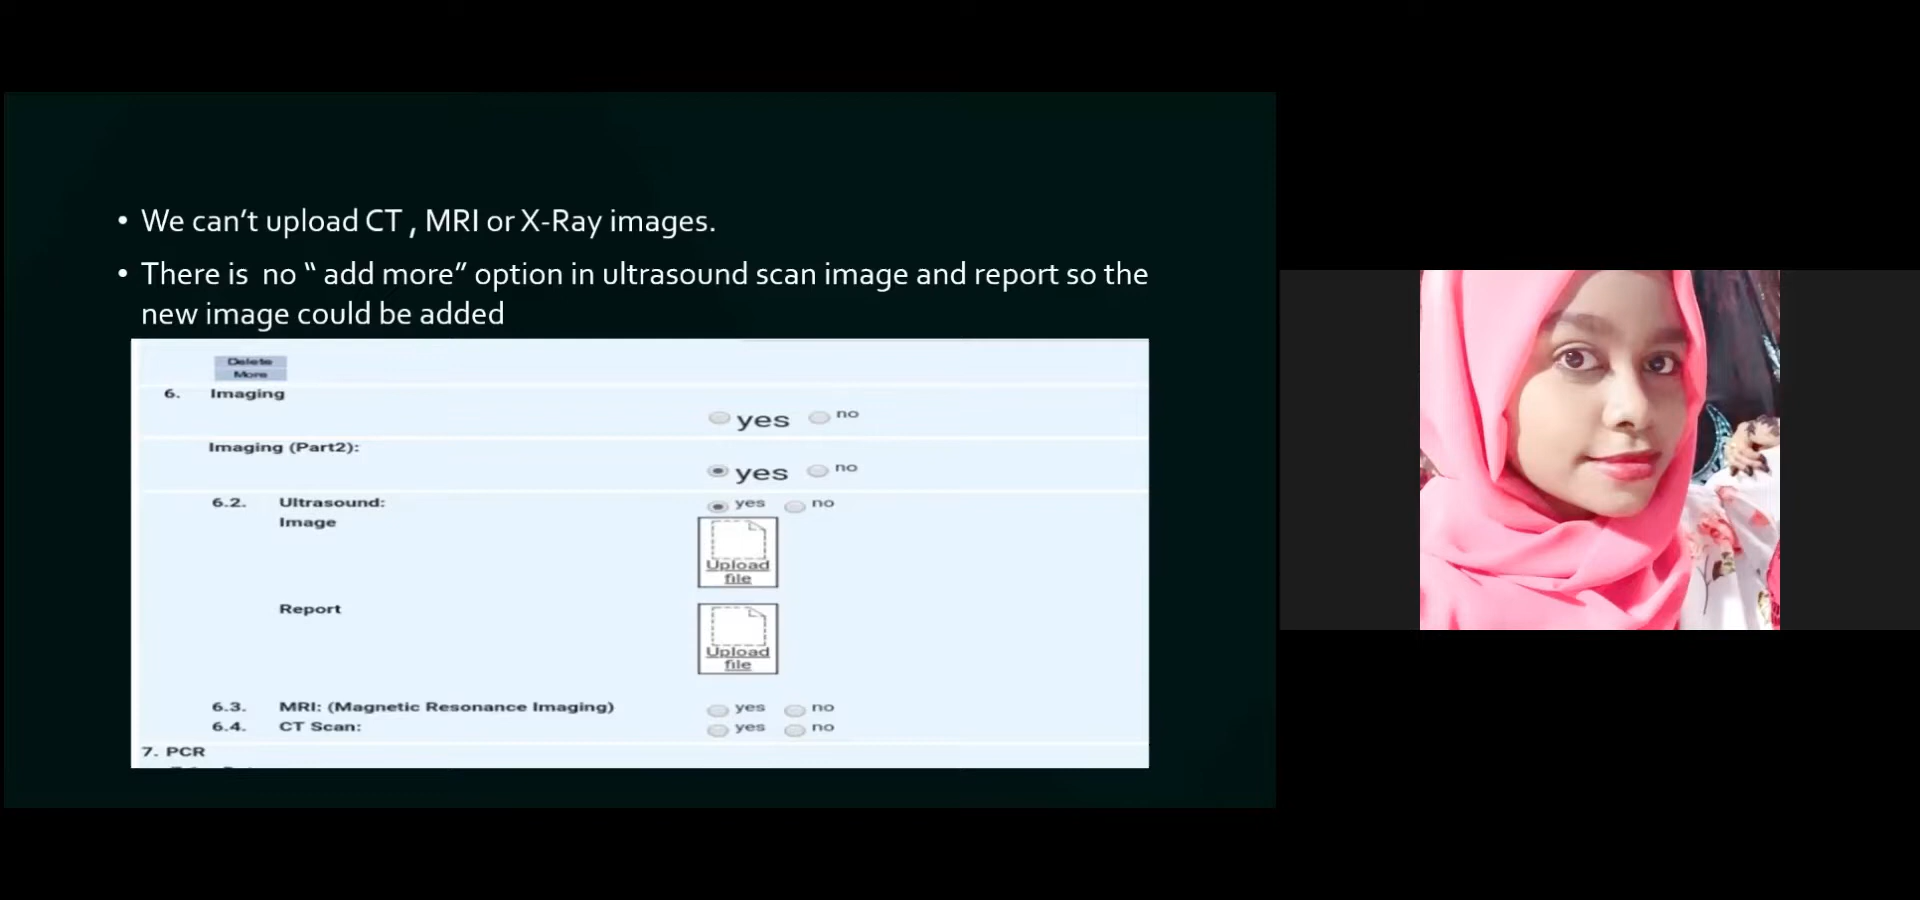 • We can’t upload CT , MRI or X-Ray images.
• There is no “ add more” option in ultrasound scan image and report so the
new image could be added
Delete
More
6. Imaging
yes no
Imaging (Part2):
yes no
6.2. Ultrasound: yes no
Image
Upload
file
Report
Upload
file
6.3. MRI: (Magnetic Resonance Imaging) yes no
6.4. CT Scan: yes no
7. PCR